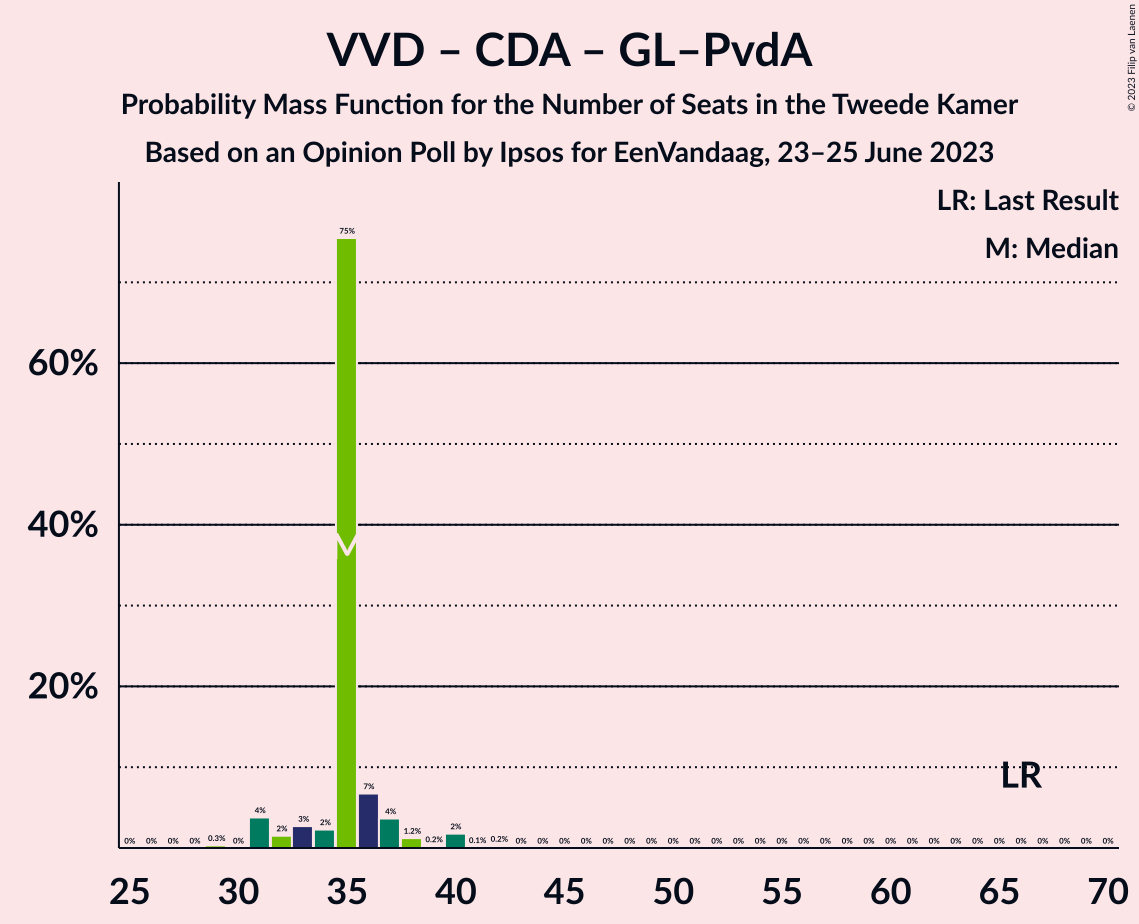 VVD – CDA – GL–PvdA
Probability Mass Function for the Number of Seats in the Tweede Kamer
Based on an Opinion Poll by Ipsos for EenVandaag, 23–25 June 2023
© 2023 Filip van Laenen
LR: Last Result
M: Median
60%
40%
20%
0% 0% 0% 0% 0.3% 0% 4% 2% 3% 2% 75% 7% 4% 1.2% 0.2% 2% 0.1% 0.2% 0% 0% 0% 0% 0% 0% 0% 0% 0% 0% 0% 0% 0% 0% 0% 0% 0% 0% 0% 0% 0% 0% 0% 0% 0% 0% 0% 0%
LR
25 30 35 40 45 50 55 60 65 70